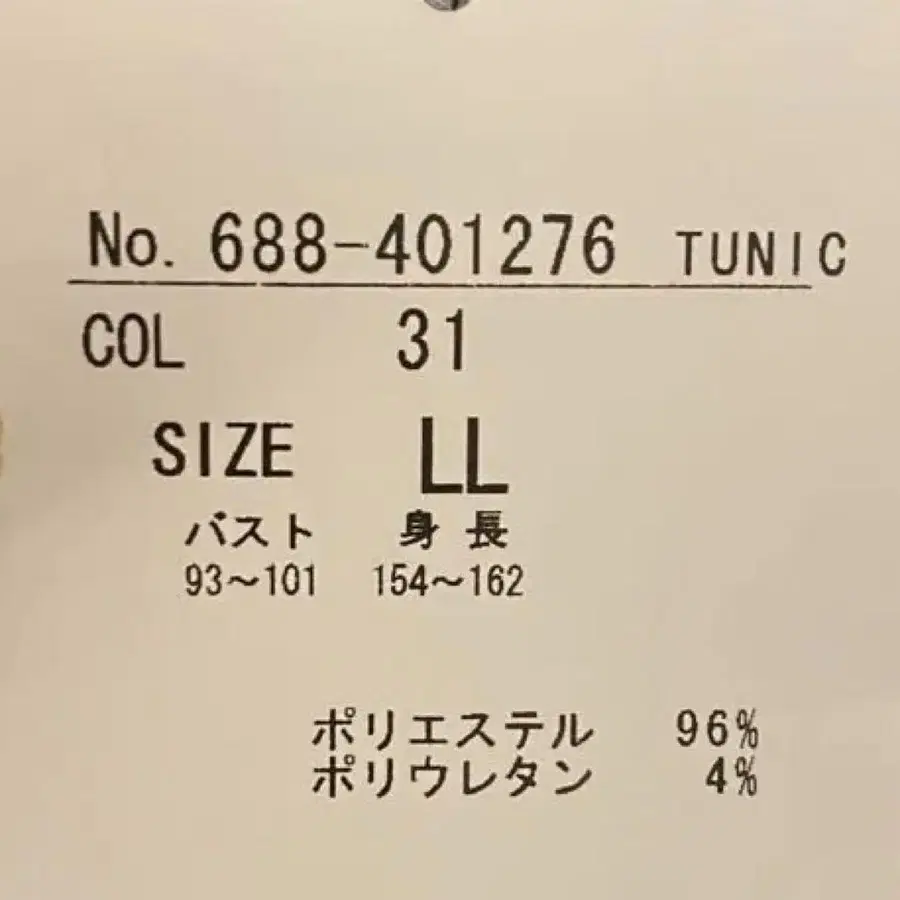 No. 688-401276 TUNIC
COL 31
SIZE LL
バスト 身長
93～101 154～162
ポリエステル 96%
ポリウレタン 4%